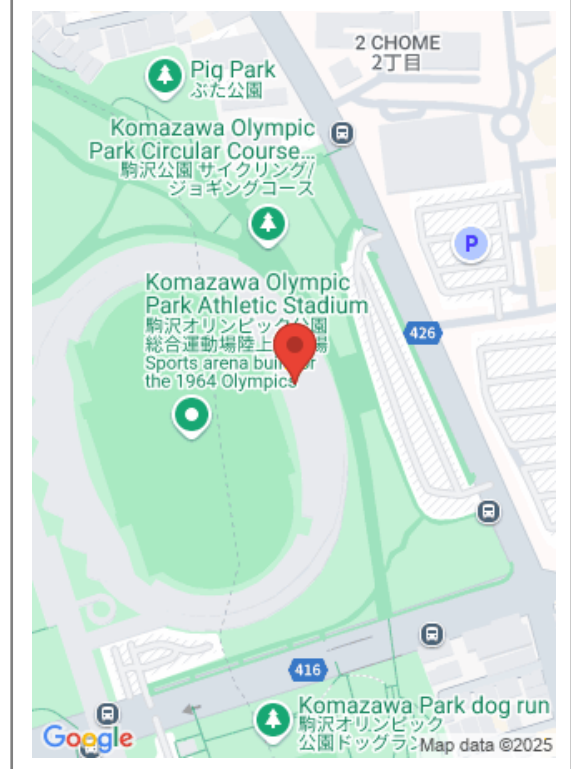 2 CHOME
2丁目
Pig Park
ぶた公園
Komazawa Olympic
Park Circular Course...
駒沢公園 サイクリング/
ジョギングコース
P
Komazawa Olympic
Park Athletic Stadium
駒沢オリンピック公園
総合運動場陸上 場
Sports arena built for
the 1964 Olympics
426
416
Komazawa Park dog run
駒沢オリンピック
公園ドッグラン
Google
Map data ©2025